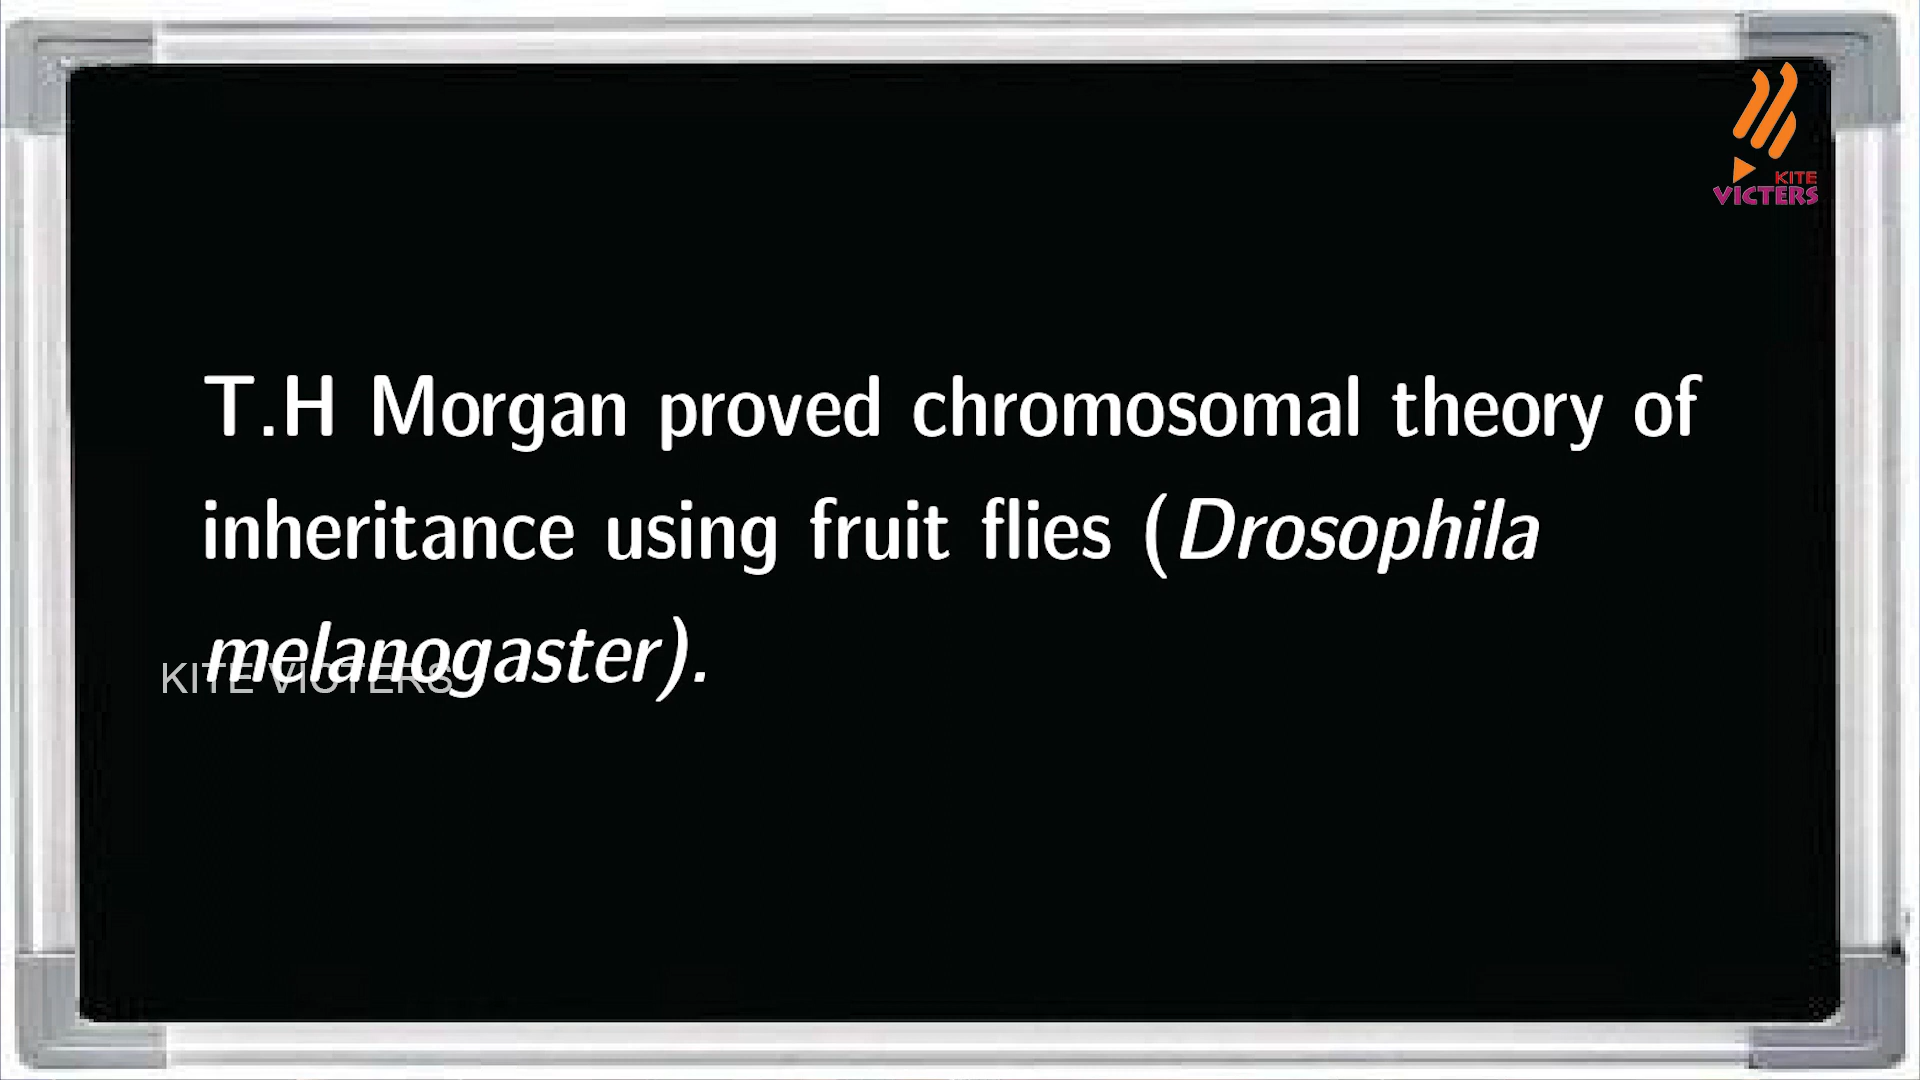 KITE
VICTERS
T.H Morgan proved chromosomal theory of
inheritance using fruit flies (Drosophila
melanogaster).
KITE VICTERS